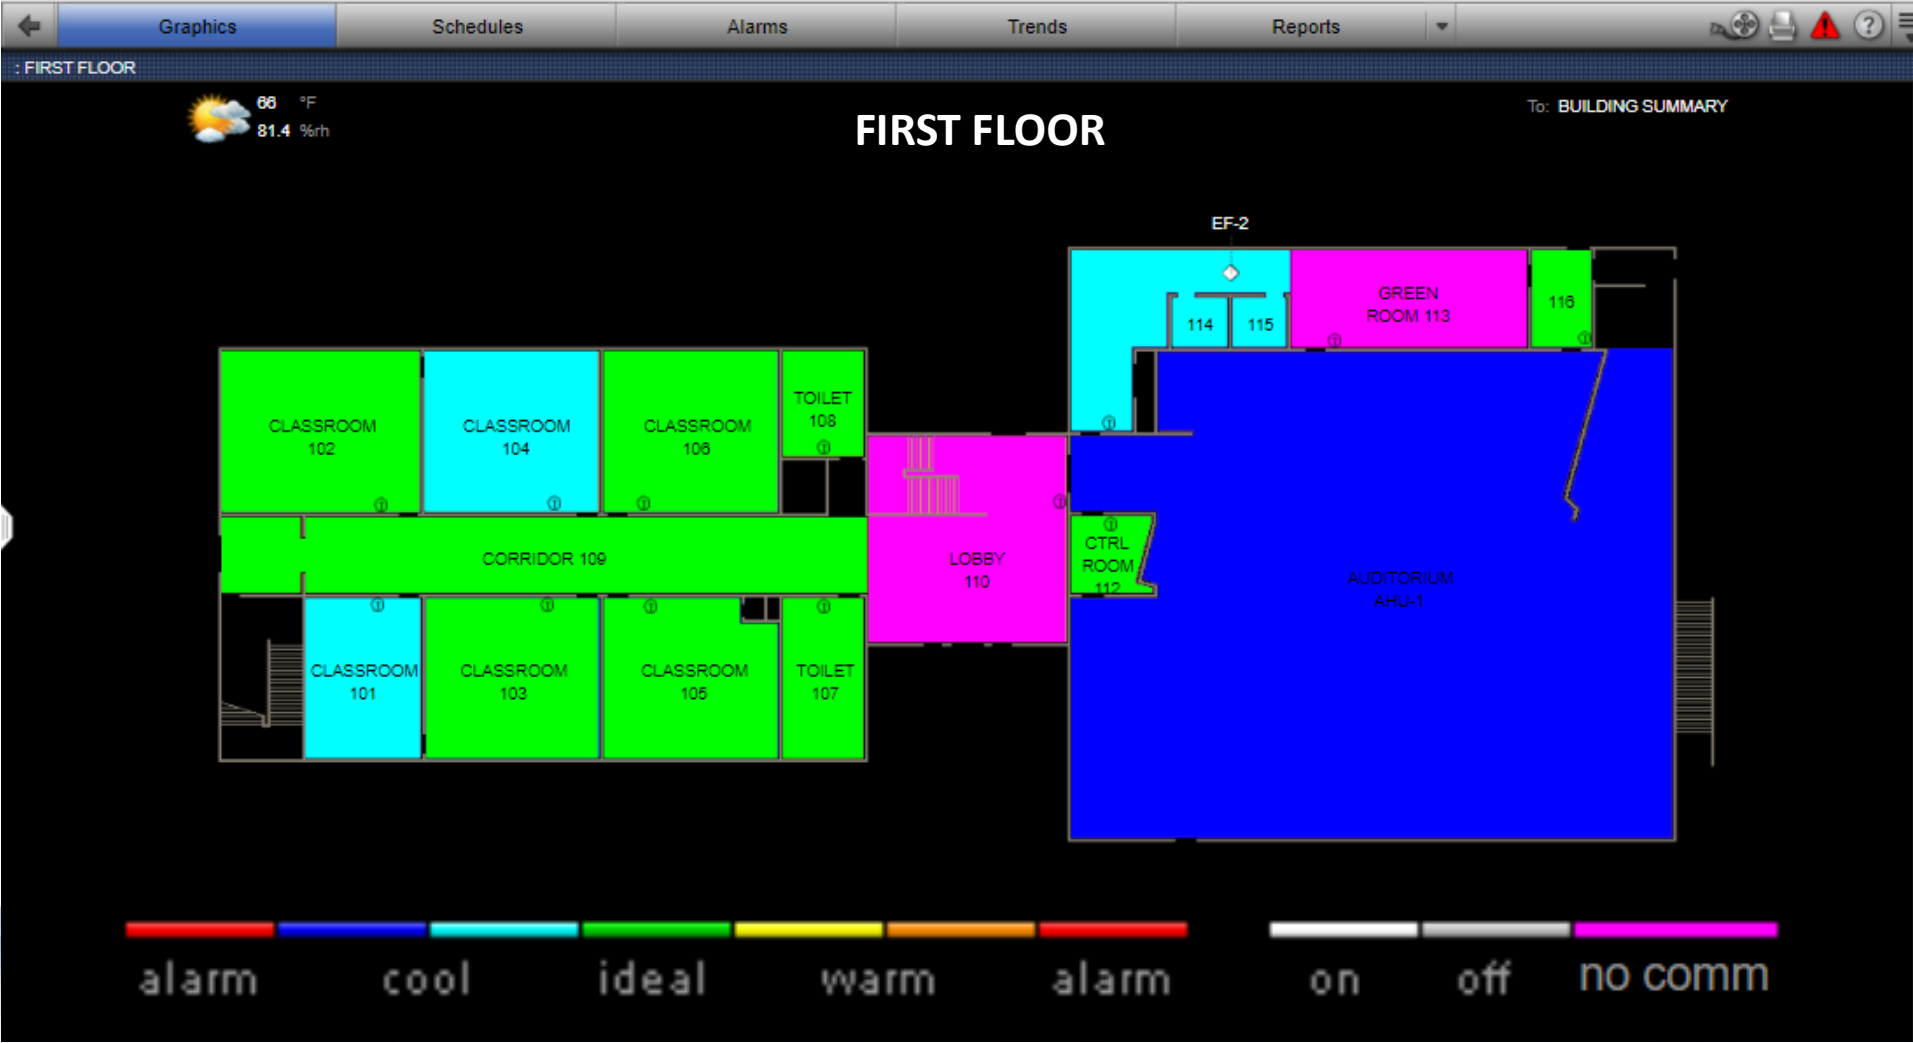 Graphics
Schedules
Alarms
Trends
Reports
: FIRST FLOOR
66 °F
81.4 %rh
FIRST FLOOR
To: BUILDING SUMMARY
EF-2
GREEN
ROOM 113
116
114
115
CLASSROOM
102
CLASSROOM
104
CLASSROOM
106
TOILET
108
CORRIDOR 109
LOBBY
110
CTRL
ROOM
112
AUDITORIUM
AHU-1
CLASSROOM
101
CLASSROOM
103
CLASSROOM
105
TOILET
107
alarm
cool
ideal
warm
alarm
on
off
no comm